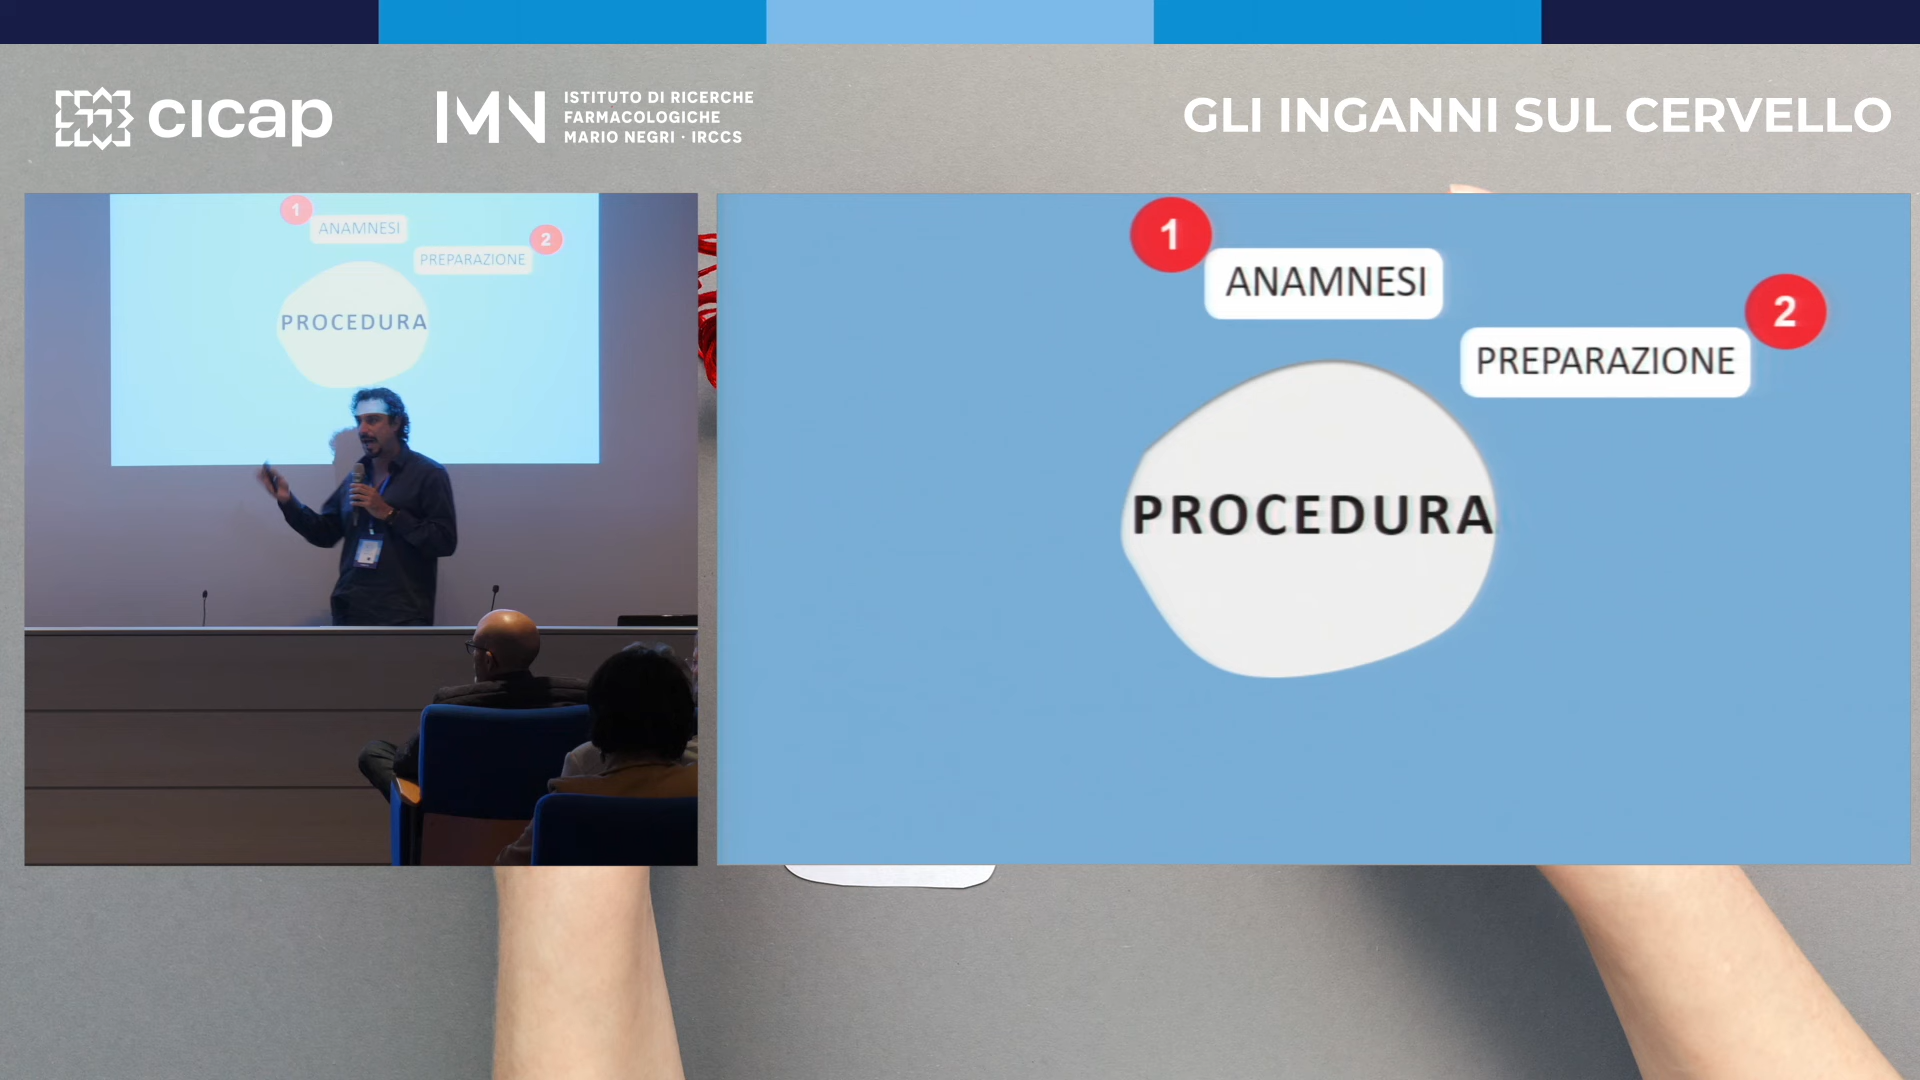 cicap
IMN
ISTITUTO DI RICERCHE
FARMACOLOGICHE
MARIO NEGRI · IRCCS
GLI INGANNI SUL CERVELLO
1
ANAMNESI
2
PREPARAZIONE
PROCEDURA
1
ANAMNESI
2
PREPARAZIONE
PROCEDURA